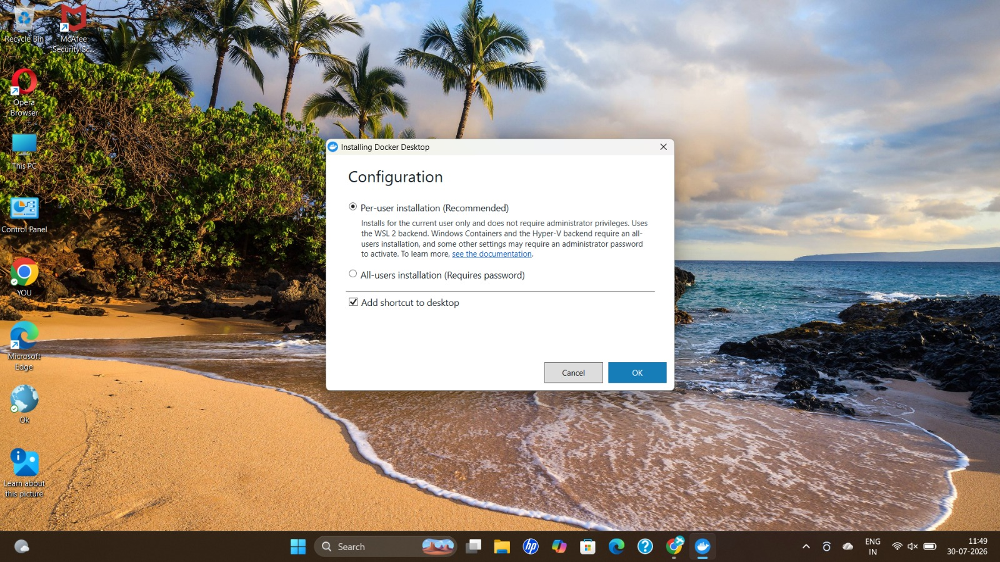 Recycle Bin
McAfee
Security Sc...
Opera
Browser
This PC
Control Panel
YOU
Microsoft
Edge
Ok
Learn about
this picture
Installing Docker Desktop
Configuration
Per-user installation (Recommended)
Installs for the current user only and does not require administrator privileges. Uses
the WSL 2 backend. Windows Containers and the Hyper-V backend require an all-
users installation, and some other settings may require an administrator password
to activate. To learn more, see the documentation.
All-users installation (Requires password)
Add shortcut to desktop
Cancel
OK
Search
hp
ENG
IN
11:49
30-07-2026